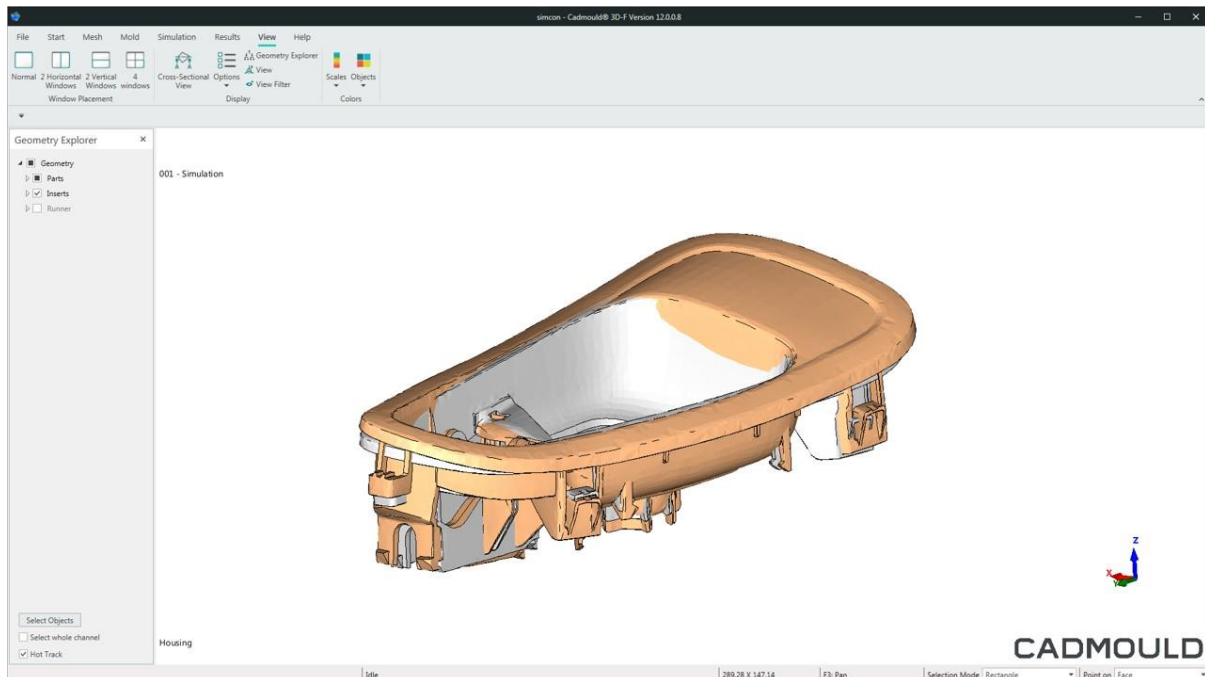 simcon - Cadmould® 3D-F Version 12.0.0.8
File Start Mesh Mold Simulation Results View Help
Normal 2 Horizontal Windows 2 Vertical Windows 4 windows
Window Placement
Cross-Sectional View Options
Geometry Explorer
View
View Filter
Display
Scales Objects
Colors
Geometry Explorer
Geometry
Parts
Inserts
Runner
001 - Simulation
Z
X
Y
Select Objects
Select whole channel
Hot Track
Housing
CADMOULD
Idle 289.28 X 147.14 F3: Pan Selection Mode Rectangle Point on Face